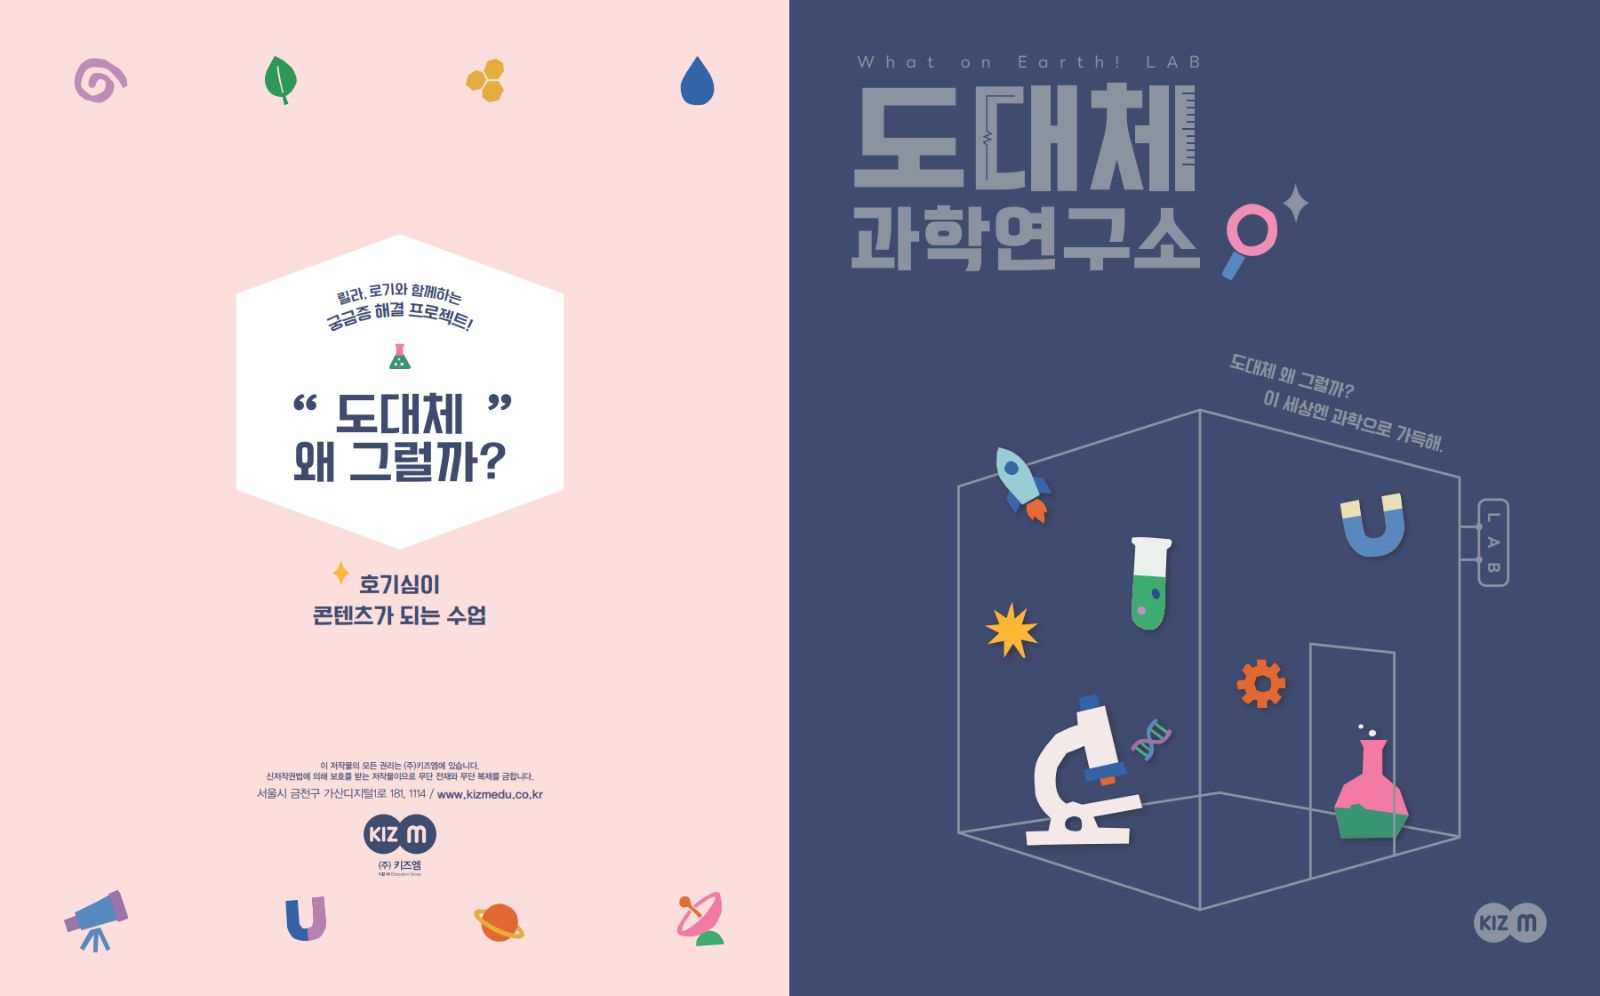 릴라, 로기와 함께하는
궁금증 해결 프로젝트!
“ 도대체 ”
왜 그럴까?
호기심이
콘텐츠가 되는 수업
이 저작물의 모든 권리는 (주)키즈엠에 있습니다.
신저작권법에 의해 보호를 받는 저작물이므로 무단 전재와 무단 복제를 금합니다.
서울시 금천구 가산디지털1로 181, 1114 / www.kizmedu.co.kr
KIZ M
(주) 키즈엠
KIZ M Education Group
What on Earth! LAB
도대체
과학연구소
도대체 왜 그럴까?
이 세상엔 과학으로 가득해.
LAB
KIZ M